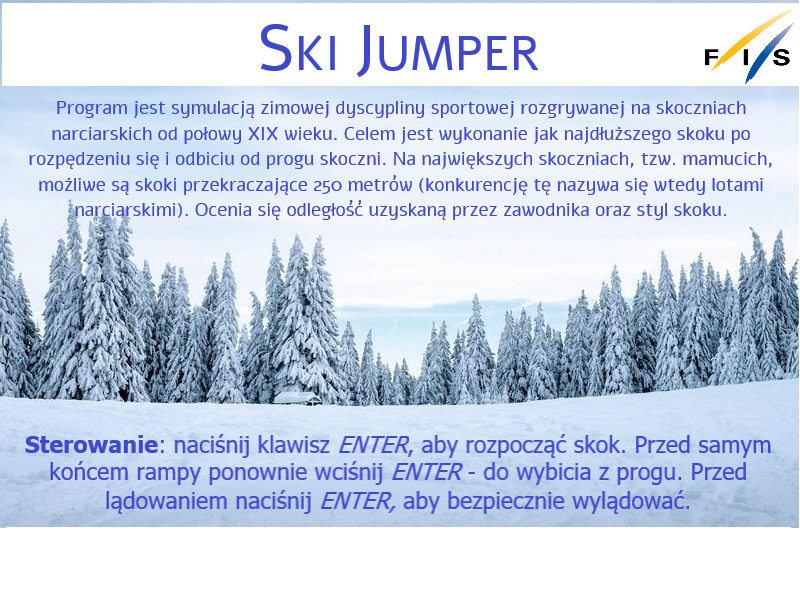 Ski Jumper
FIS
Program jest symulacją zimowej dyscypliny sportowej rozgrywanej na skoczniach
narciarskich od połowy XIX wieku. Celem jest wykonanie jak najdłuższego skoku po
rozpędzeniu się i odbiciu od progu skoczni. Na największych skoczniach, tzw. mamucich,
możliwe są skoki przekraczające 250 metrów (konkurencję tę nazywa się wtedy lotami
narciarskimi). Ocenia się odległość uzyskaną przez zawodnika oraz styl skoku.
Sterowanie: naciśnij klawisz ENTER, aby rozpocząć skok. Przed samym
końcem rampy ponownie wciśnij ENTER - do wybicia z progu. Przed
lądowaniem naciśnij ENTER, aby bezpiecznie wylądować.